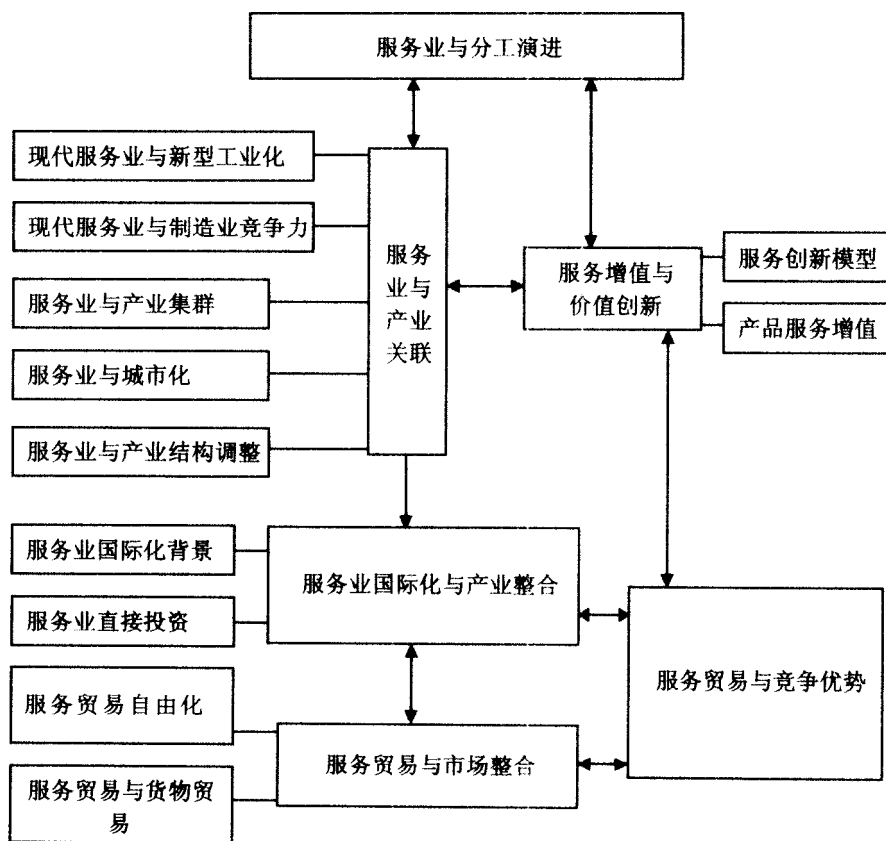 服务业与分工演进
现代服务业与新型工业化
现代服务业与制造业竞争力
服务业与产业集群
服务业与城市化
服务业与产业结构调整
服务
业与
产业
关联
服务增值与
价值创新
服务创新模型
产品服务增值
服务业国际化背景
服务业直接投资
服务业国际化与产业整合
服务贸易自由化
服务贸易与货物贸
易
服务贸易与市场整合
服务贸易与竞争优势